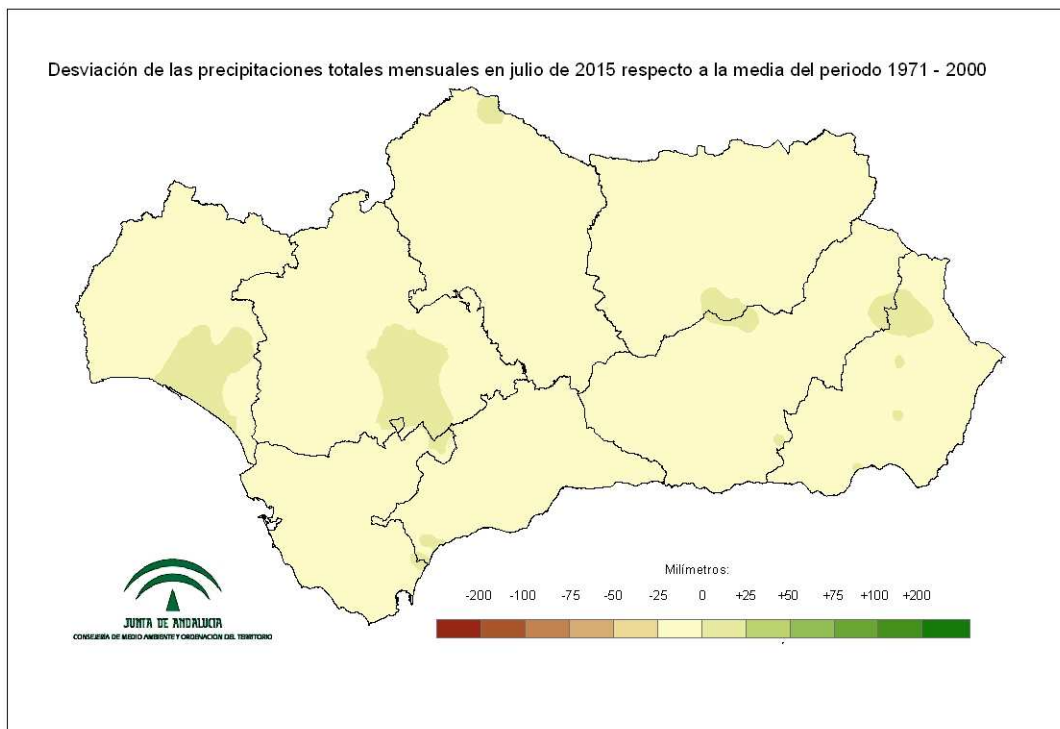 Desviación de las precipitaciones totales mensuales en julio de 2015 respecto a la media del periodo 1971 - 2000
Milímetros:
-200 -100 -75 -50 -25 0 +25 +50 +75 +100 +200
JUNTA DE ANDALUCIA
CONSEJERÍA DE MEDIO AMBIENTE Y ORDENACIÓN DEL TERRITORIO